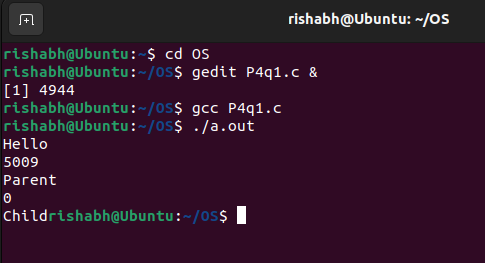 rishabh@Ubuntu: ~/OS
rishabh@Ubuntu:~$ cd OS
rishabh@Ubuntu:~/OS$ gedit P4q1.c &
[1] 4944
rishabh@Ubuntu:~/OS$ gcc P4q1.c
rishabh@Ubuntu:~/OS$ ./a.out
Hello
5009
Parent
0
Childrishabh@Ubuntu:~/OS$